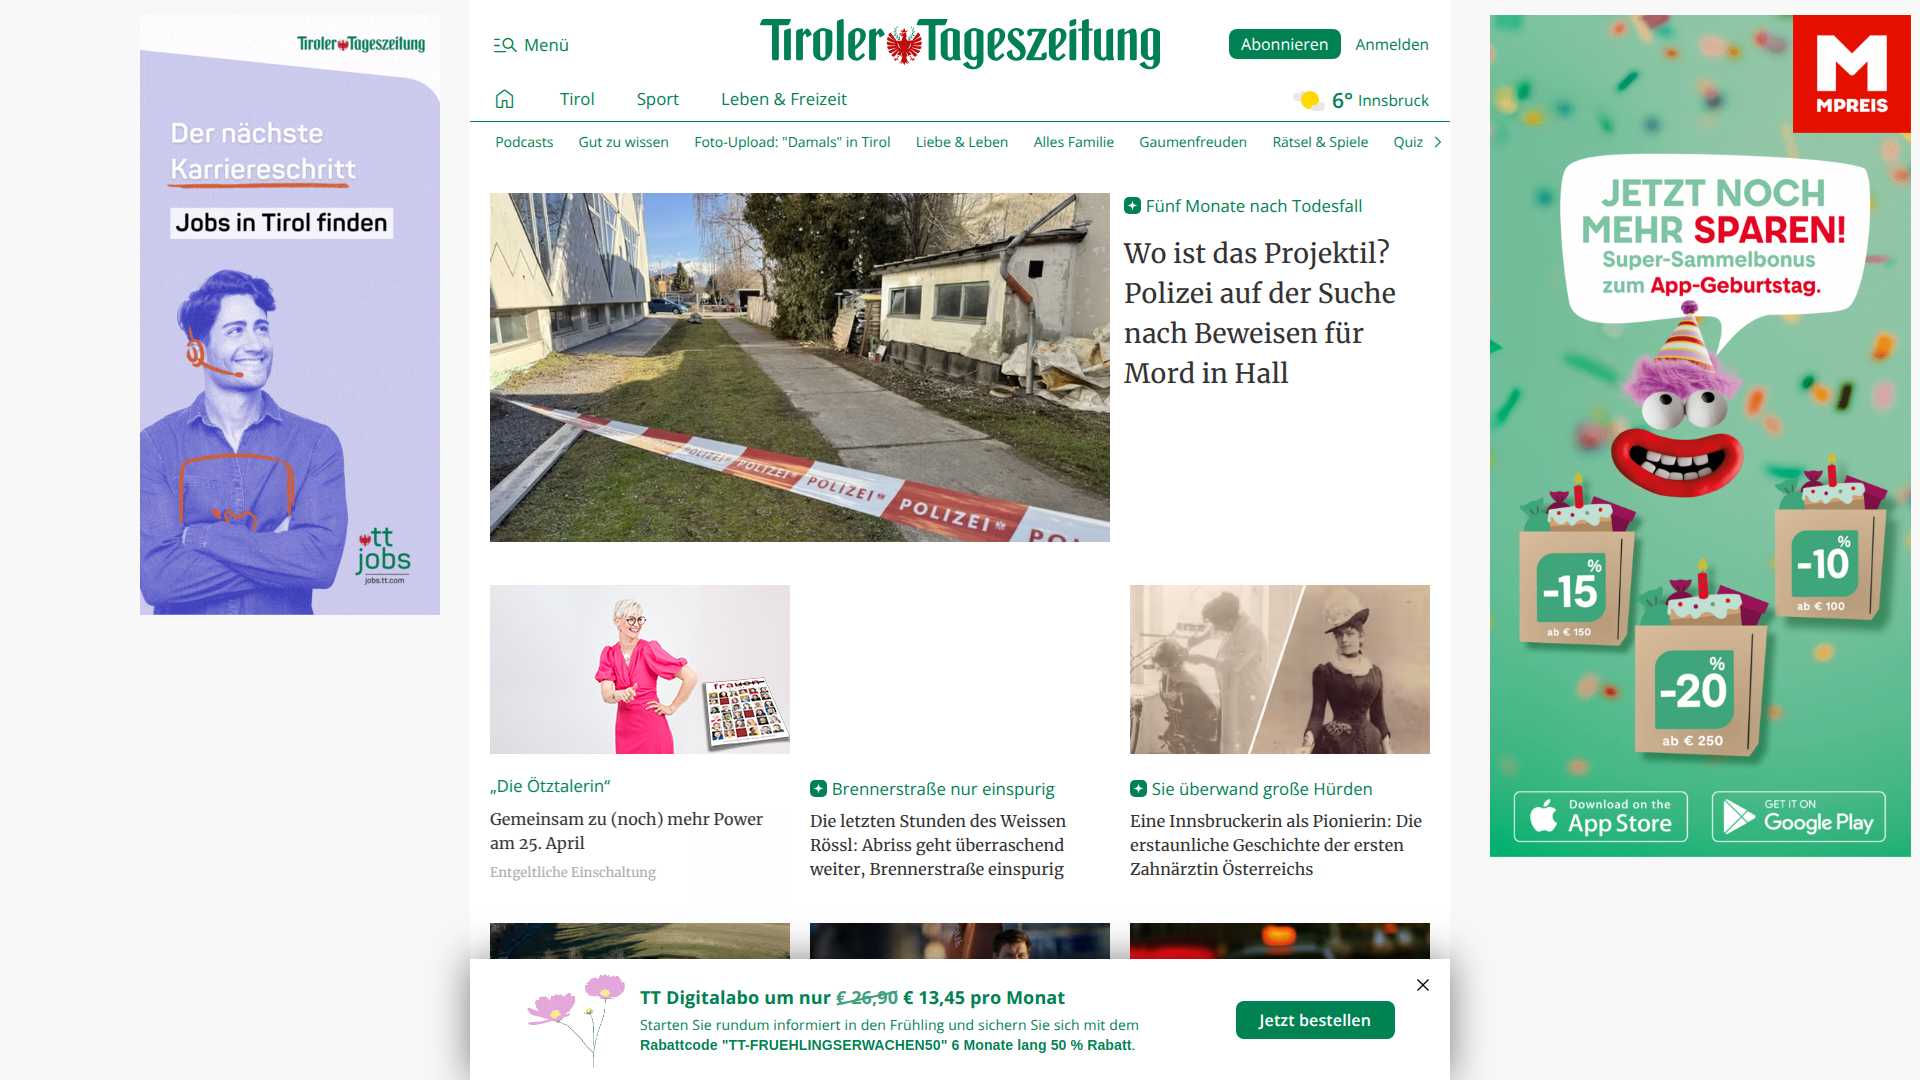 Tiroler Tageszeitung
Der nächste
Karriereschritt
Jobs in Tirol finden
tt
jobs
jobs.tt.com
Menü
Tiroler Tageszeitung
Abonnieren
Anmelden
Tirol
Sport
Leben & Freizeit
6° Innsbruck
Podcasts
Gut zu wissen
Foto-Upload: "Damals" in Tirol
Liebe & Leben
Alles Familie
Gaumenfreuden
Rätsel & Spiele
Quiz
POLIZEI
POLIZEI
POLIZEI
POLIZEI
PO
Fünf Monate nach Todesfall
Wo ist das Projektil?
Polizei auf der Suche
nach Beweisen für
Mord in Hall
frauen
„Die Ötztalerin“
Gemeinsam zu (noch) mehr Power
am 25. April
Entgeltliche Einschaltung
Brennerstraße nur einspurig
Die letzten Stunden des Weissen
Rössl: Abriss geht überraschend
weiter, Brennerstraße einspurig
Sie überwand große Hürden
Eine Innsbruckerin als Pionierin: Die
erstaunliche Geschichte der ersten
Zahnärztin Österreichs
TT Digitalabo um nur € 26,90 € 13,45 pro Monat
Starten Sie rundum informiert in den Frühling und sichern Sie sich mit dem
Rabattcode "TT-FRUEHLINGSERWACHEN50" 6 Monate lang 50 % Rabatt.
Jetzt bestellen
M
MPREIS
JETZT NOCH
MEHR SPAREN!
Super-Sammelbonus
zum App-Geburtstag.
-15 %
ab € 150
-10 %
ab € 100
-20 %
ab € 250
Download on the
App Store
GET IT ON
Google Play